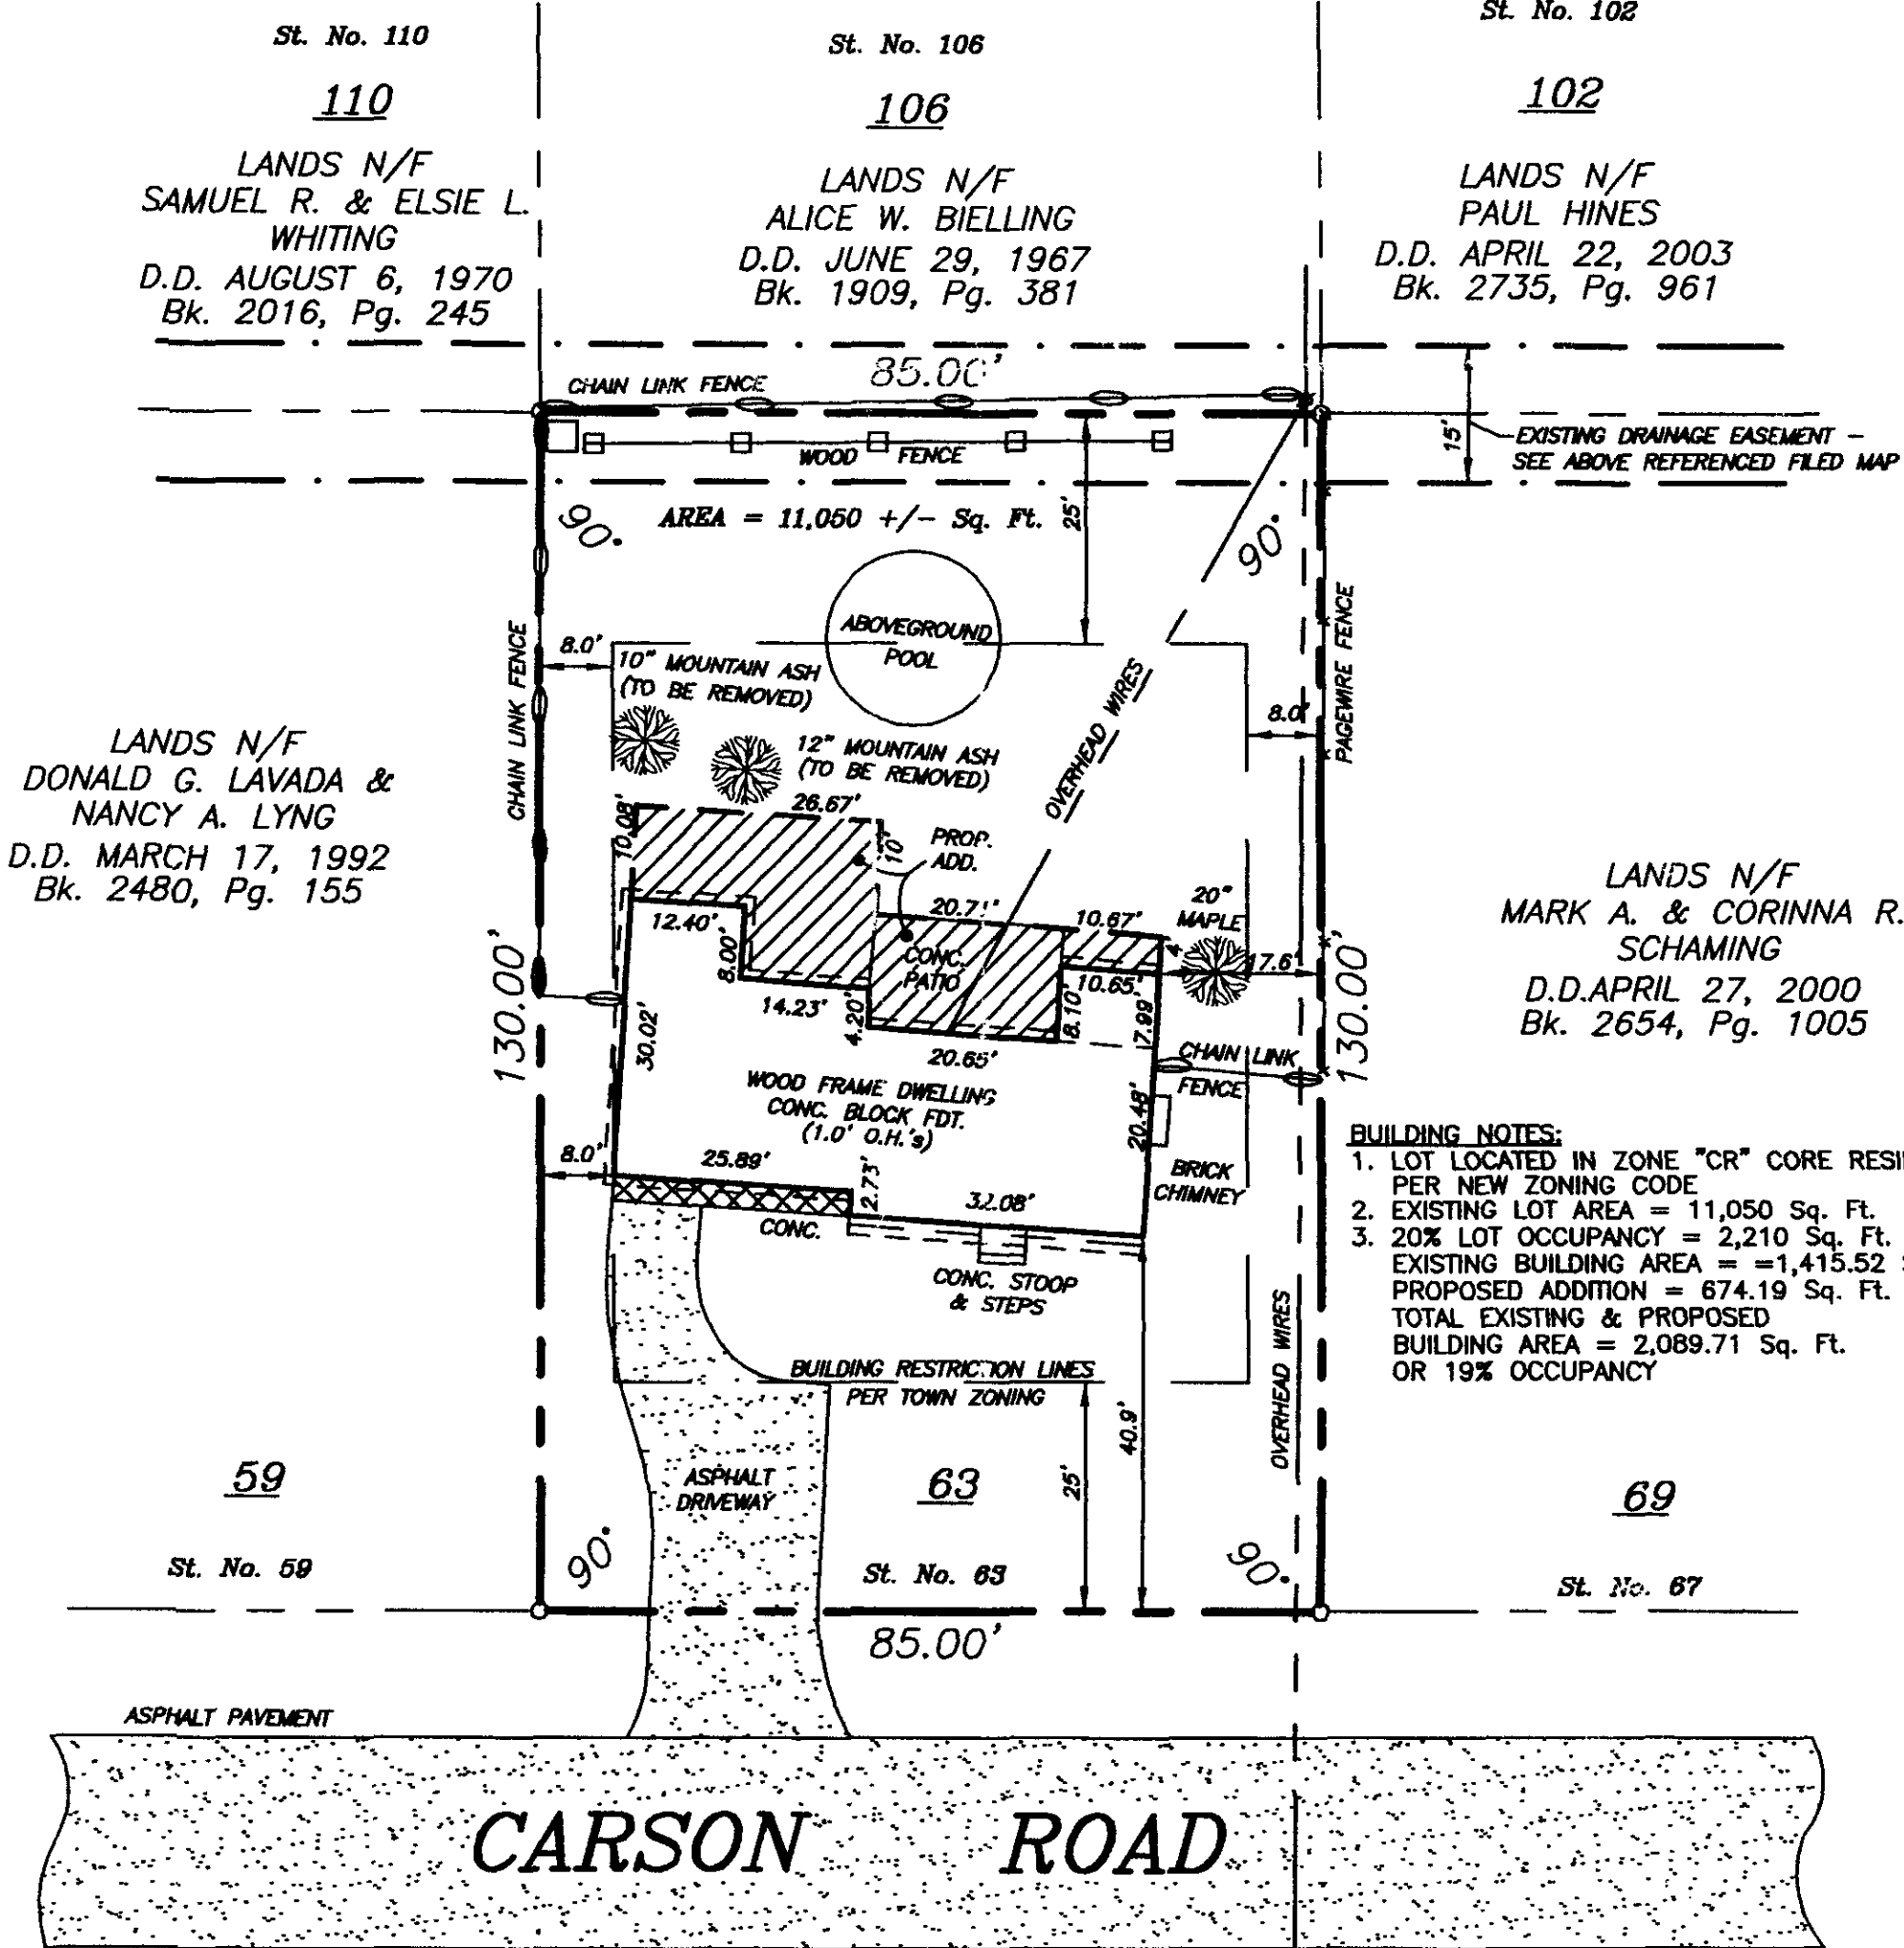 St. No. 110
St. No. 106
St. No. 102
110
106
102
LANDS N/F
SAMUEL R. & ELSIE L.
WHITING
D.D. AUGUST 6, 1970
Bk. 2016, Pg. 245
LANDS N/F
ALICE W. BIELLING
D.D. JUNE 29, 1967
Bk. 1909, Pg. 381
LANDS N/F
PAUL HINES
D.D. APRIL 22, 2003
Bk. 2735, Pg. 961
85.00'
CHAIN LINK FENCE
WOOD FENCE
15'
EXISTING DRAINAGE EASEMENT -
SEE ABOVE REFERENCED FILED MAP
90°
AREA = 11,050 +/- Sq. Ft.
25'
90°
ABOVEGROUND
POOL
CHAIN LINK FENCE
8.0'
10" MOUNTAIN ASH
(TO BE REMOVED)
12" MOUNTAIN ASH
(TO BE REMOVED)
OVERHEAD WIRES
8.0'
PAGEWIRE FENCE
LANDS N/F
DONALD G. LAVADA &
NANCY A. LYNG
D.D. MARCH 17, 1992
Bk. 2480, Pg. 155
26.67'
10.08'
10'
PROP.
ADD.
12.40'
8.00'
20.71'
10.67'
4'
20"
MAPLE
17.6'
CONC.
PATIO
10.65'
14.23'
4.20'
8.10'
7.99'
20.65'
30.02'
130.00'
130.00'
LANDS N/F
MARK A. & CORINNA R.
SCHAMING
D.D.APRIL 27, 2000
Bk. 2654, Pg. 1005
CHAIN LINK
FENCE
WOOD FRAME DWELLING
CONC. BLOCK FDT.
(1.0' O.H.'s)
20.48'
8.0'
25.89'
2.73'
32.08'
BRICK
CHIMNEY
CONC.
CONC. STOOP
& STEPS
BUILDING NOTES:
1. LOT LOCATED IN ZONE "CR" CORE RESI
PER NEW ZONING CODE
2. EXISTING LOT AREA = 11,050 Sq. Ft.
3. 20% LOT OCCUPANCY = 2,210 Sq. Ft.
EXISTING BUILDING AREA = =1,415.52 S
PROPOSED ADDITION = 674.19 Sq. Ft.
TOTAL EXISTING & PROPOSED
BUILDING AREA = 2,089.71 Sq. Ft.
OR 19% OCCUPANCY
BUILDING RESTRICTION LINES
PER TOWN ZONING
OVERHEAD WIRES
40.9'
25'
59
ASPHALT
DRIVEWAY
63
69
90°
90°
St. No. 59
St. No. 63
St. No. 67
85.00'
ASPHALT PAVEMENT
CARSON ROAD